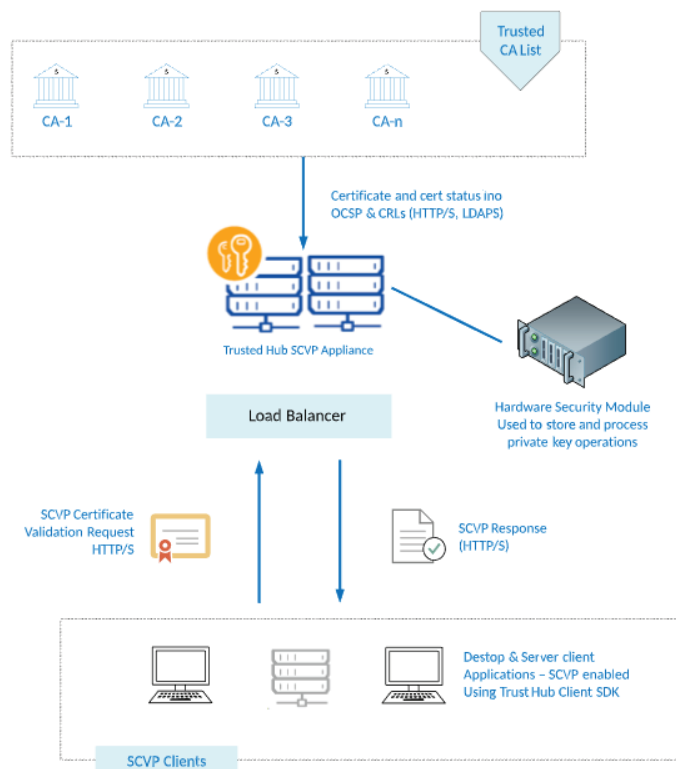 Trusted
CA List
CA-1
CA-2
CA-3
CA-n
Certificate and cert status ino
OCSP & CRLs (HTTP/S, LDAPS)
Trusted Hub SCVP Appliance
Hardware Security Module
Used to store and process
private key operations
Load Balancer
SCVP Certificate
Validation Request
HTTP/S
SCVP Response
(HTTP/S)
Destop & Server client
Applications – SCVP enabled
Using Trust Hub Client SDK
SCVP Clients